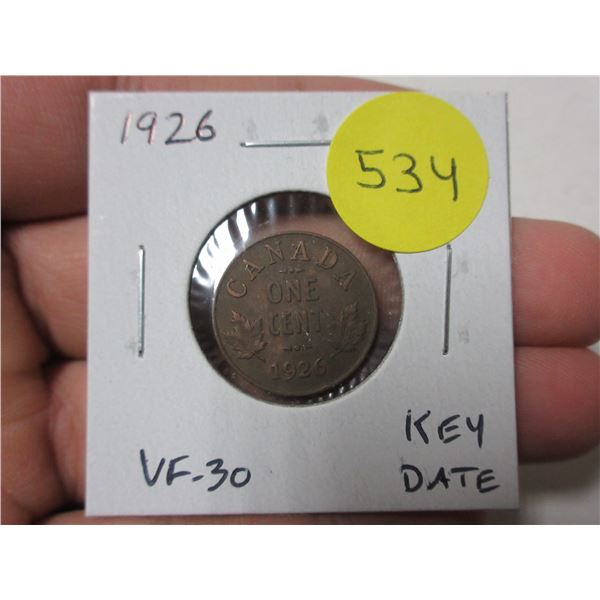 1926
534
CANADA
ONE
CENT
1926
VF-30
KEY
DATE